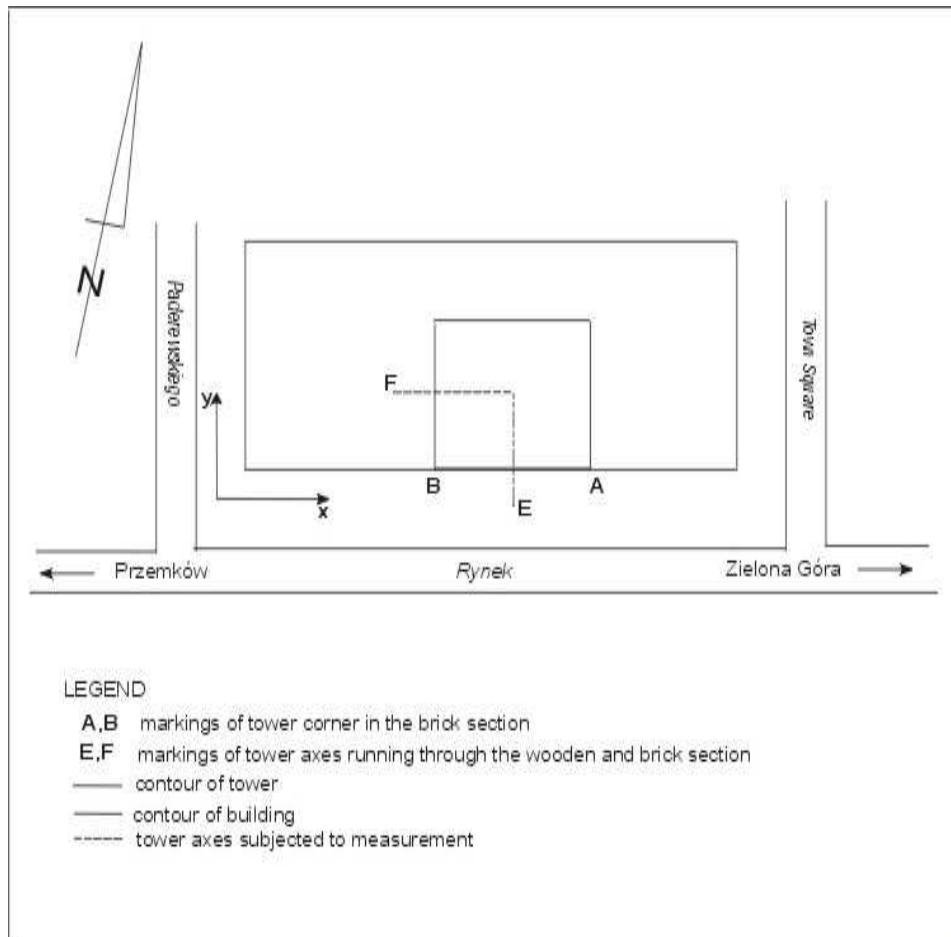 N
Paderewskiego
Town Square
F
y
B
A
x
E
Przemków
Rynek
Zielona Góra
LEGEND
A,B markings of tower corner in the brick section
E,F markings of tower axes running through the wooden and brick section
contour of tower
contour of building
tower axes subjected to measurement